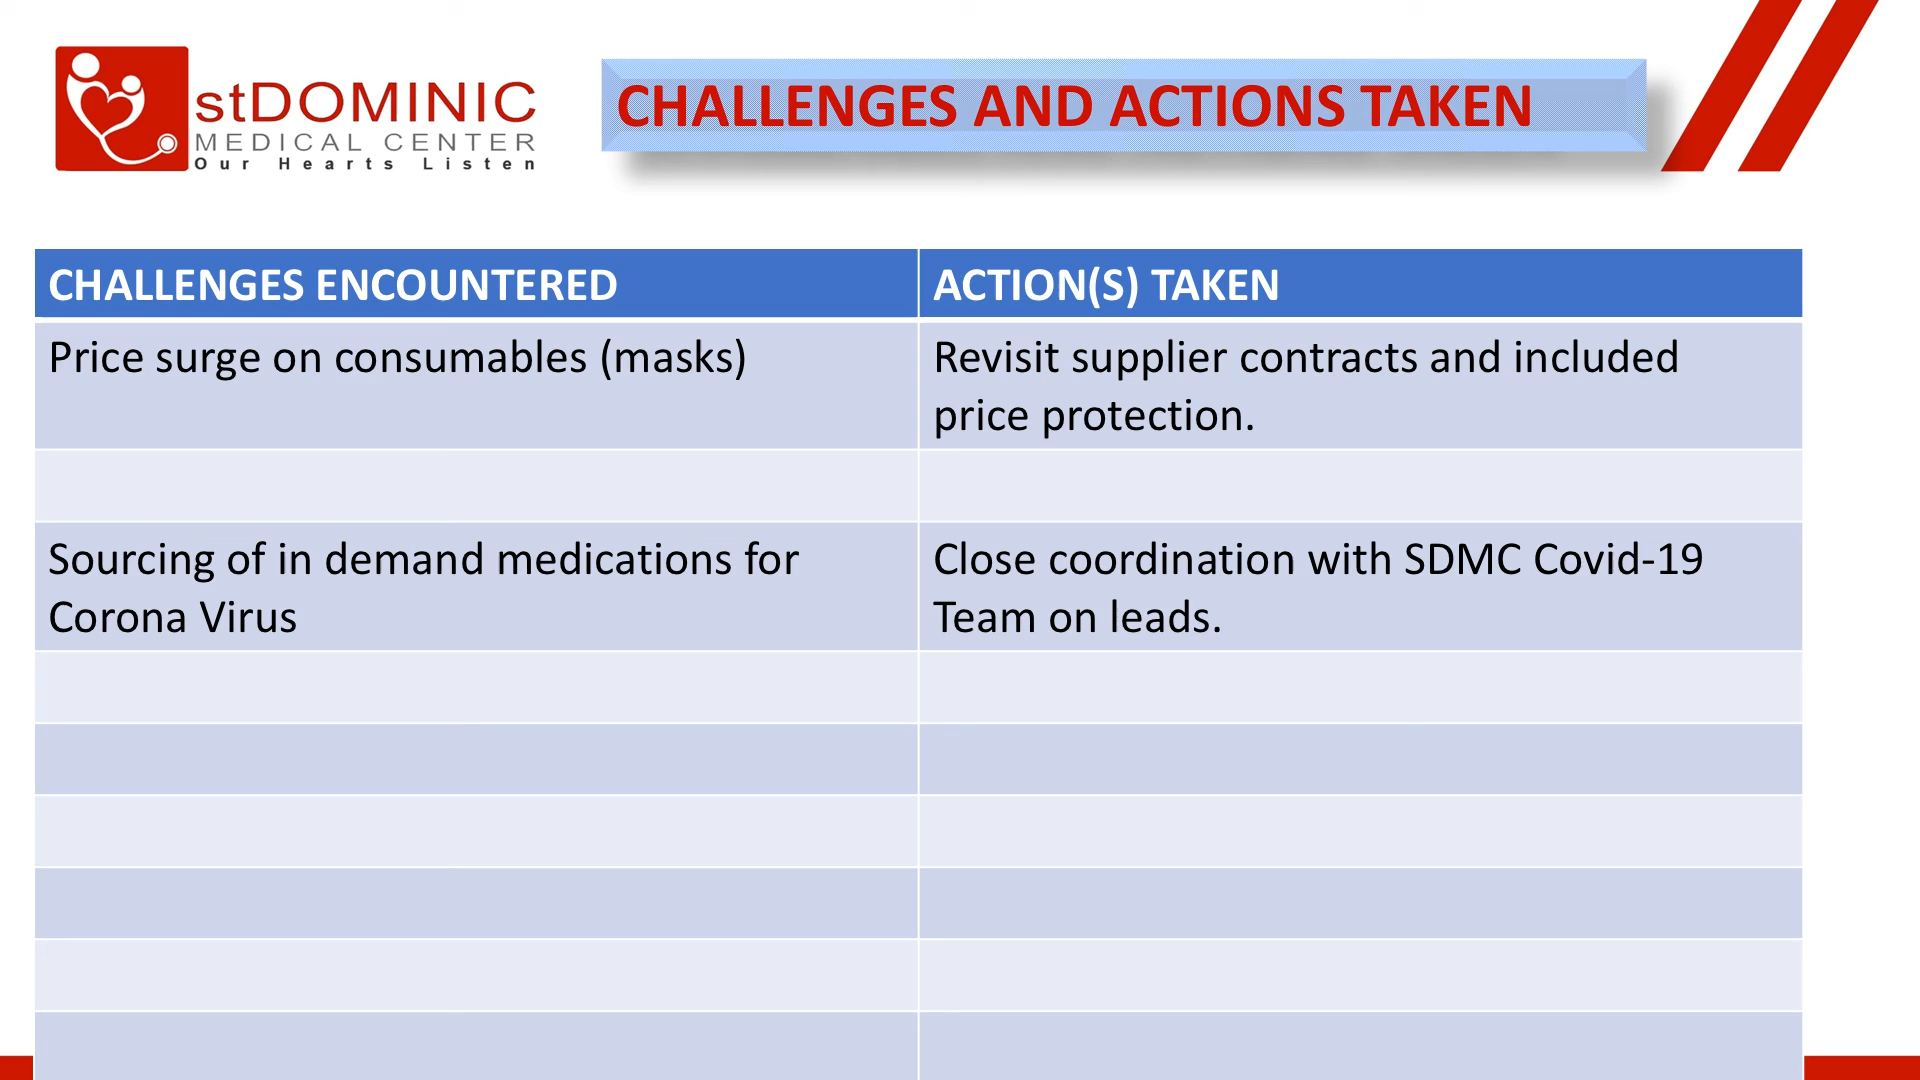 stDOMINIC
MEDICAL CENTER
Our Hearts Listen
CHALLENGES AND ACTIONS TAKEN
CHALLENGES ENCOUNTERED
ACTION(S) TAKEN
Price surge on consumables (masks)
Revisit supplier contracts and included
price protection.
Sourcing of in demand medications for
Corona Virus
Close coordination with SDMC Covid-19
Team on leads.